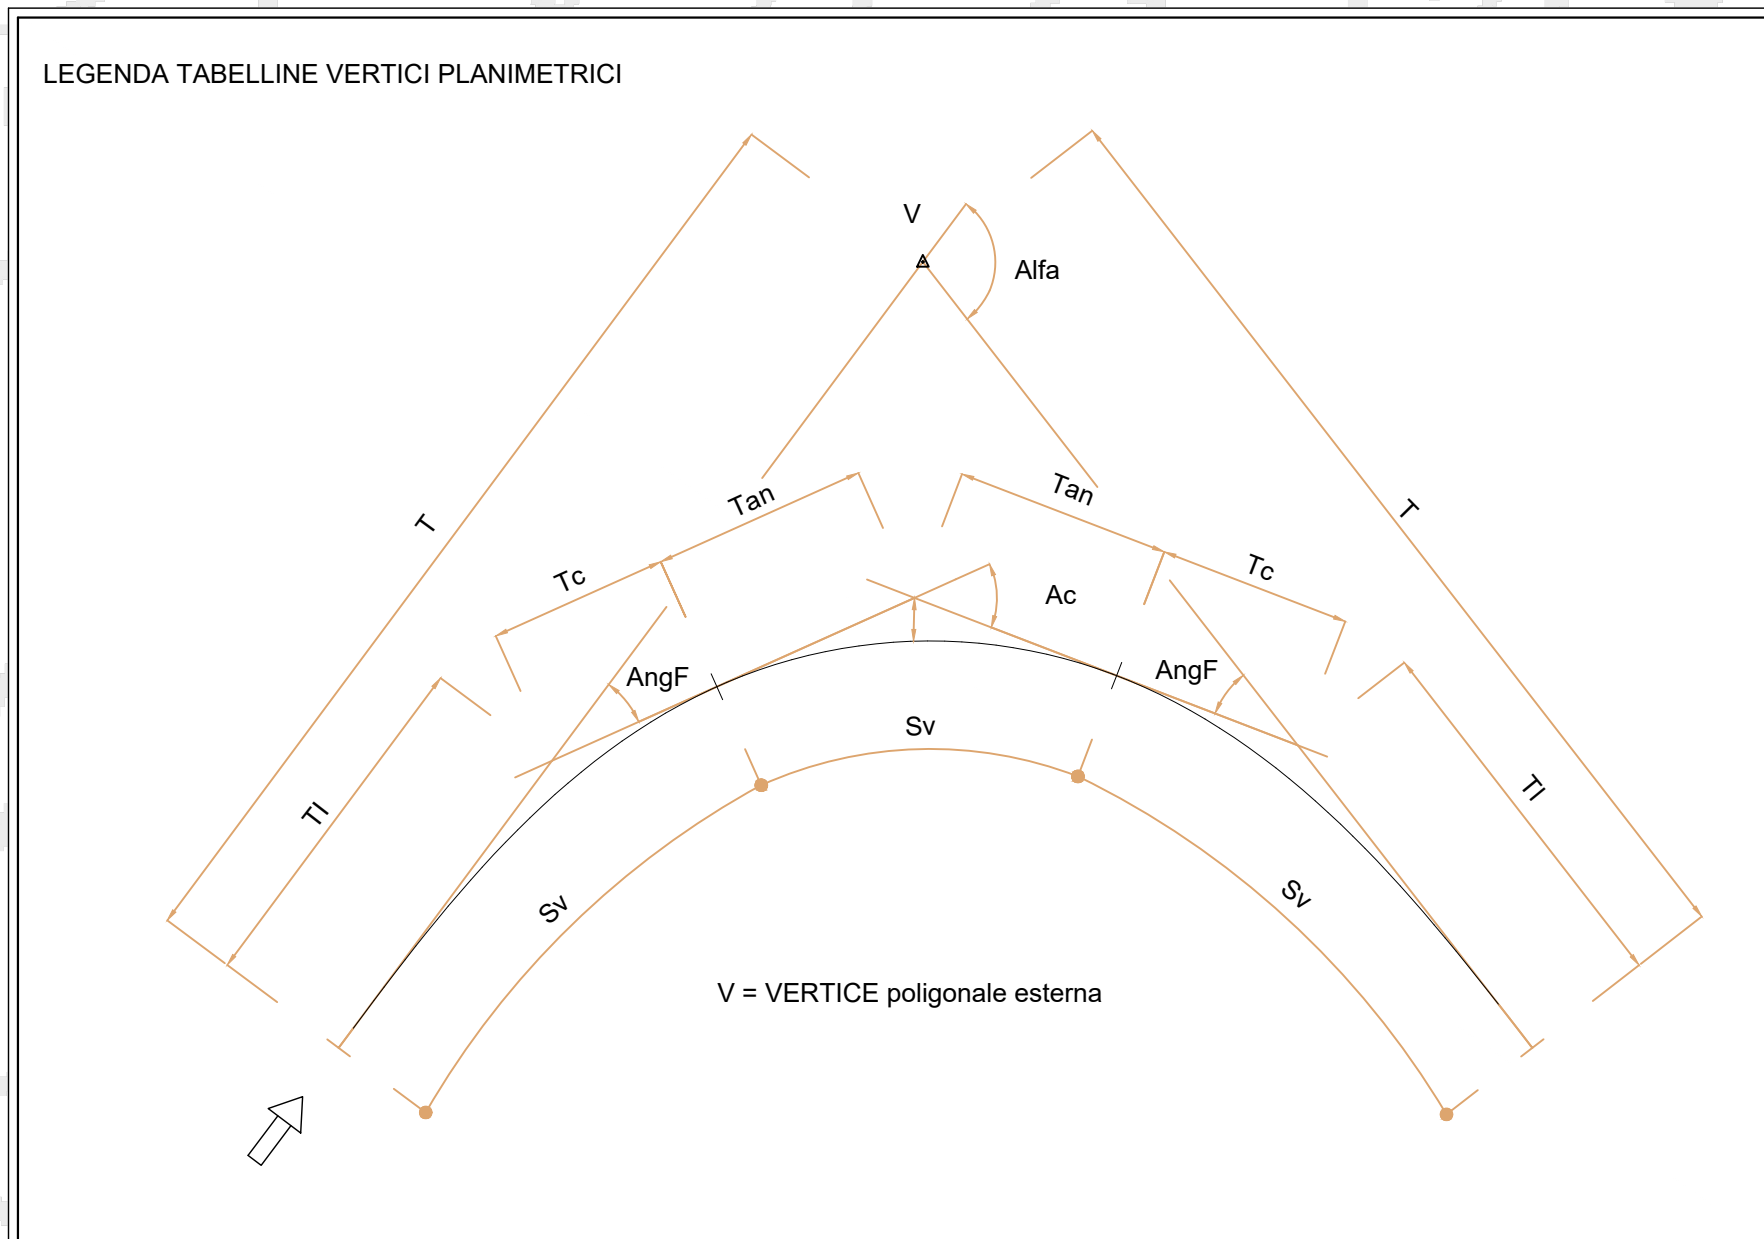 LEGENDA TABELLINE VERTICI PLANIMETRICI
V
Alfa
T
Tan
Tan
T
Tc
Tc
Ac
AngF
AngF
Sv
Tl
Tl
Sv
Sv
V = VERTICE poligonale esterna